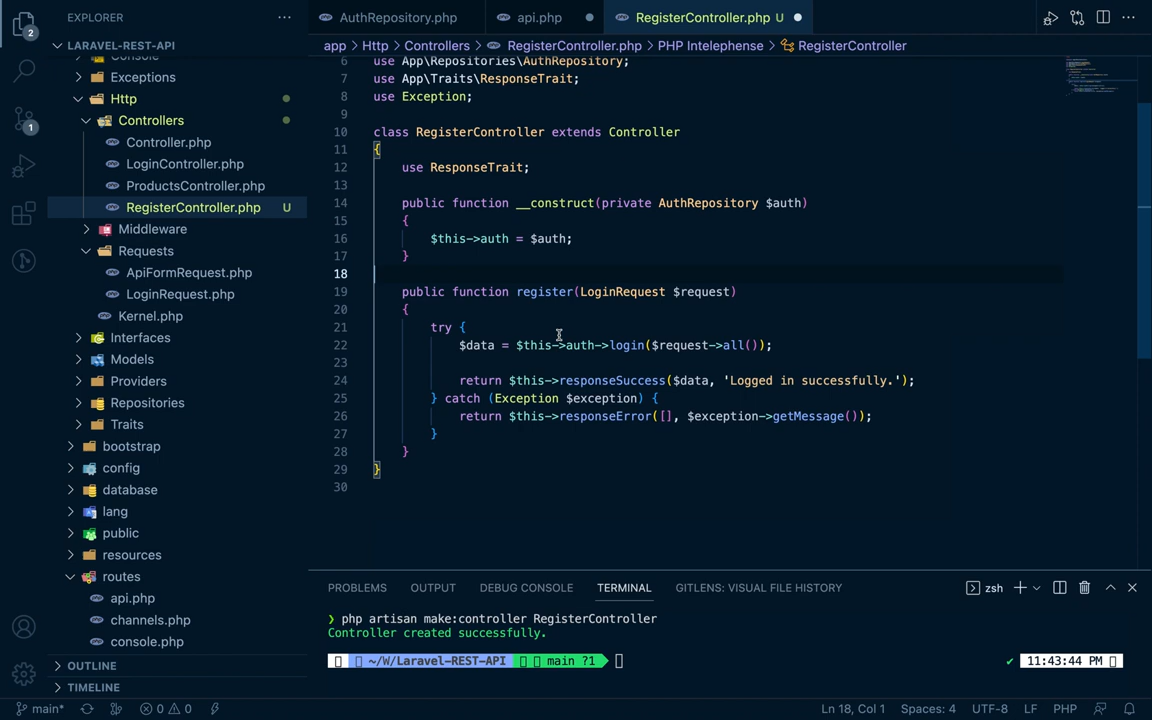 EXPLORER
LARAVEL-REST-API
Console
Exceptions
Http
Controllers
Controller.php
LoginController.php
ProductsController.php
RegisterController.php U
Middleware
Requests
ApiFormRequest.php
LoginRequest.php
Kernel.php
Interfaces
Models
Providers
Repositories
Traits
bootstrap
config
database
lang
public
resources
routes
api.php
channels.php
console.php
OUTLINE
TIMELINE
2
1
AuthRepository.php api.php RegisterController.php U
app > Http > Controllers > RegisterController.php > PHP Intelephense > RegisterController
6 use App\Repositories\AuthRepository;
7 use App\Traits\ResponseTrait;
8 use Exception;
9
10 class RegisterController extends Controller
11 {
12 use ResponseTrait;
13
14 public function __construct(private AuthRepository $auth)
15 {
16 $this->auth = $auth;
17 }
18
19 public function register(LoginRequest $request)
20 {
21 try {
22 $data = $this->auth->login($request->all());
23
24 return $this->responseSuccess($data, 'Logged in successfully.');
25 } catch (Exception $exception) {
26 return $this->responseError([], $exception->getMessage());
27 }
28 }
29 }
30
PROBLEMS OUTPUT DEBUG CONSOLE TERMINAL GITLENS: VISUAL FILE HISTORY zsh
❯ php artisan make:controller RegisterController
Controller created successfully.
~/W/Laravel-REST-API main ?1 ✔ 11:43:44 PM
main* 0 0 Ln 18, Col 1 Spaces: 4 UTF-8 LF PHP